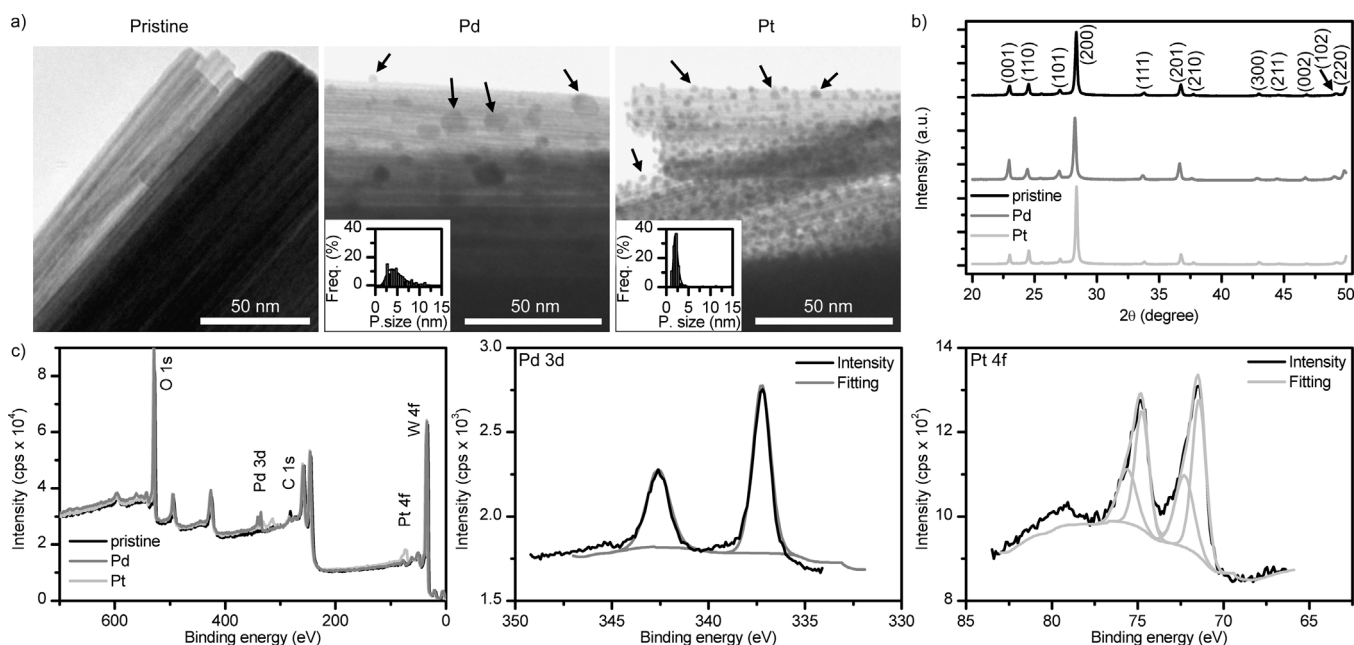 a) Pristine Pd Pt
50 nm
Freq. (%)
40
20
0
0 5 10 15
P. size (nm)
50 nm
Freq. (%)
40
20
0
0 5 10 15
P. size (nm)
50 nm
b)
Intensity (a.u.)
(001)
(110)
(101)
(200)
(111)
(201)
(210)
(300)
(211)
(002)
(102)
(220)
pristine
Pd
Pt
20 25 30 35 40 45 50
2θ (degree)
c)
Intensity (cps x 10⁴)
8
6
4
2
0
O 1s
Pd 3d
C 1s
Pt 4f
W 4f
pristine
Pd
Pt
600 400 200 0
Binding energy (eV)
Pd 3d
Intensity (cps x 10³)
3.0
2.7
2.0
1.8
1.5
Intensity
Fitting
350 345 340 335 330
Binding energy (eV)
Pt 4f
Intensity (cps x 10²)
14
13
11
10
8
Intensity
Fitting
85 80 75 70 65
Binding energy (eV)